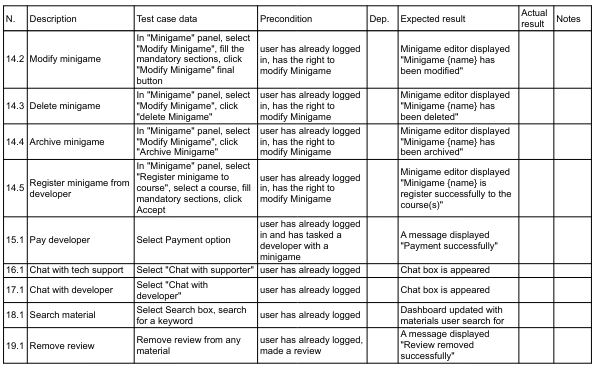 N. Description Test case data Precondition Dep. Expected result Actual result Notes
14.2 Modify minigame In "Minigame" panel, select "Modify Minigame", fill the mandatory sections, click "Modify Minigame" final button user has already logged in, has the right to modify Minigame Minigame editor displayed "Minigame {name} has been modified"
14.3 Delete minigame In "Minigame" panel, select "Modify Minigame", click "delete Minigame" user has already logged in, has the right to modify Minigame Minigame editor displayed "Minigame {name} has been deleted"
14.4 Archive minigame In "Minigame" panel, select "Modify Minigame", click "Archive Minigame" user has already logged in, has the right to modify Minigame Minigame editor displayed "Minigame {name} has been archived"
14.5 Register minigame from developer In "Minigame" panel, select "Register minigame to course", select a course, fill mandatory sections, click Accept user has already logged in, has the right to modify Minigame Minigame editor displayed "Minigame {name} is register successfully to the course(s)"
15.1 Pay developer Select Payment option user has already logged in and has tasked a developer with a minigame A message displayed "Payment successfully"
16.1 Chat with tech support Select "Chat with supporter" user has already logged Chat box is appeared
17.1 Chat with developer Select "Chat with developer" user has already logged Chat box is appeared
18.1 Search material Select Search box, search for a keyword user has already logged Dashboard updated with materials user search for
19.1 Remove review Remove review from any material user has already logged, made a review A message displayed "Review removed successfully"